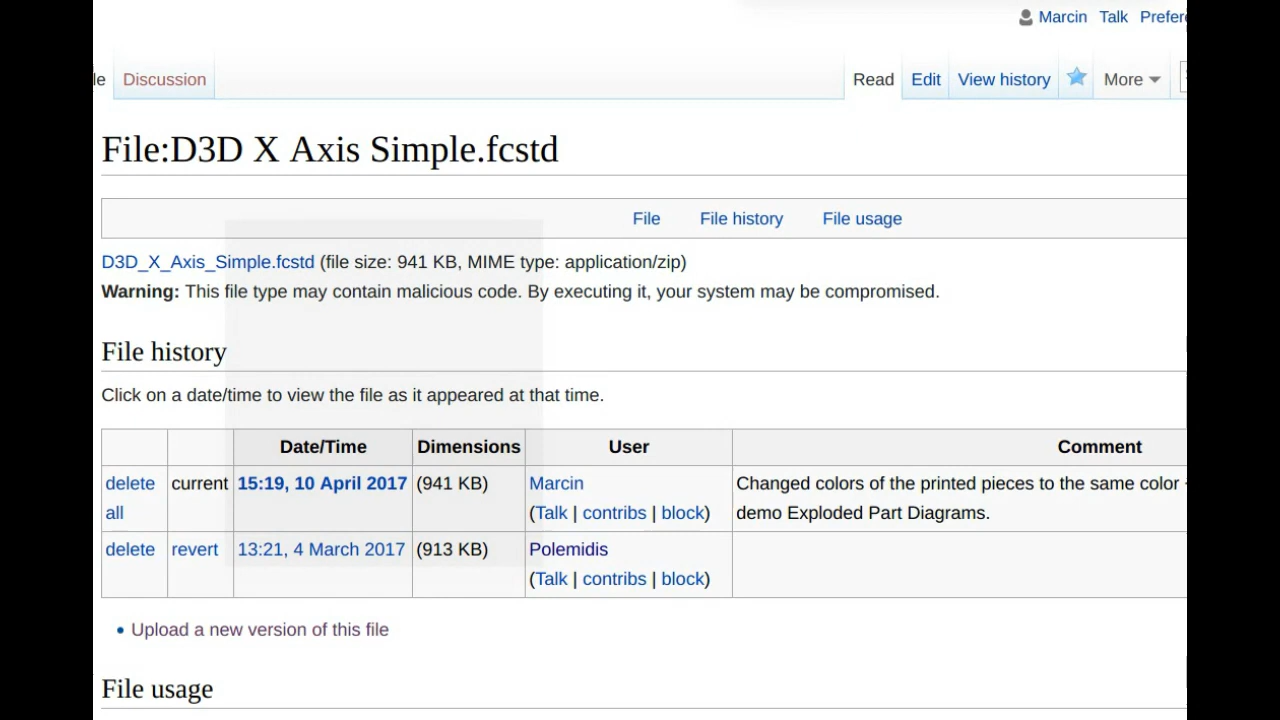 Marcin Talk Prefer
le Discussion Read Edit View history More
File:D3D X Axis Simple.fcstd
File File history File usage
D3D_X_Axis_Simple.fcstd (file size: 941 KB, MIME type: application/zip)
Warning: This file type may contain malicious code. By executing it, your system may be compromised.
File history
Click on a date/time to view the file as it appeared at that time.
Date/Time Dimensions User Comment
delete all current 15:19, 10 April 2017 (941 KB) Marcin (Talk | contribs | block) Changed colors of the printed pieces to the same color - demo Exploded Part Diagrams.
delete revert 13:21, 4 March 2017 (913 KB) Polemidis (Talk | contribs | block)
• Upload a new version of this file
File usage